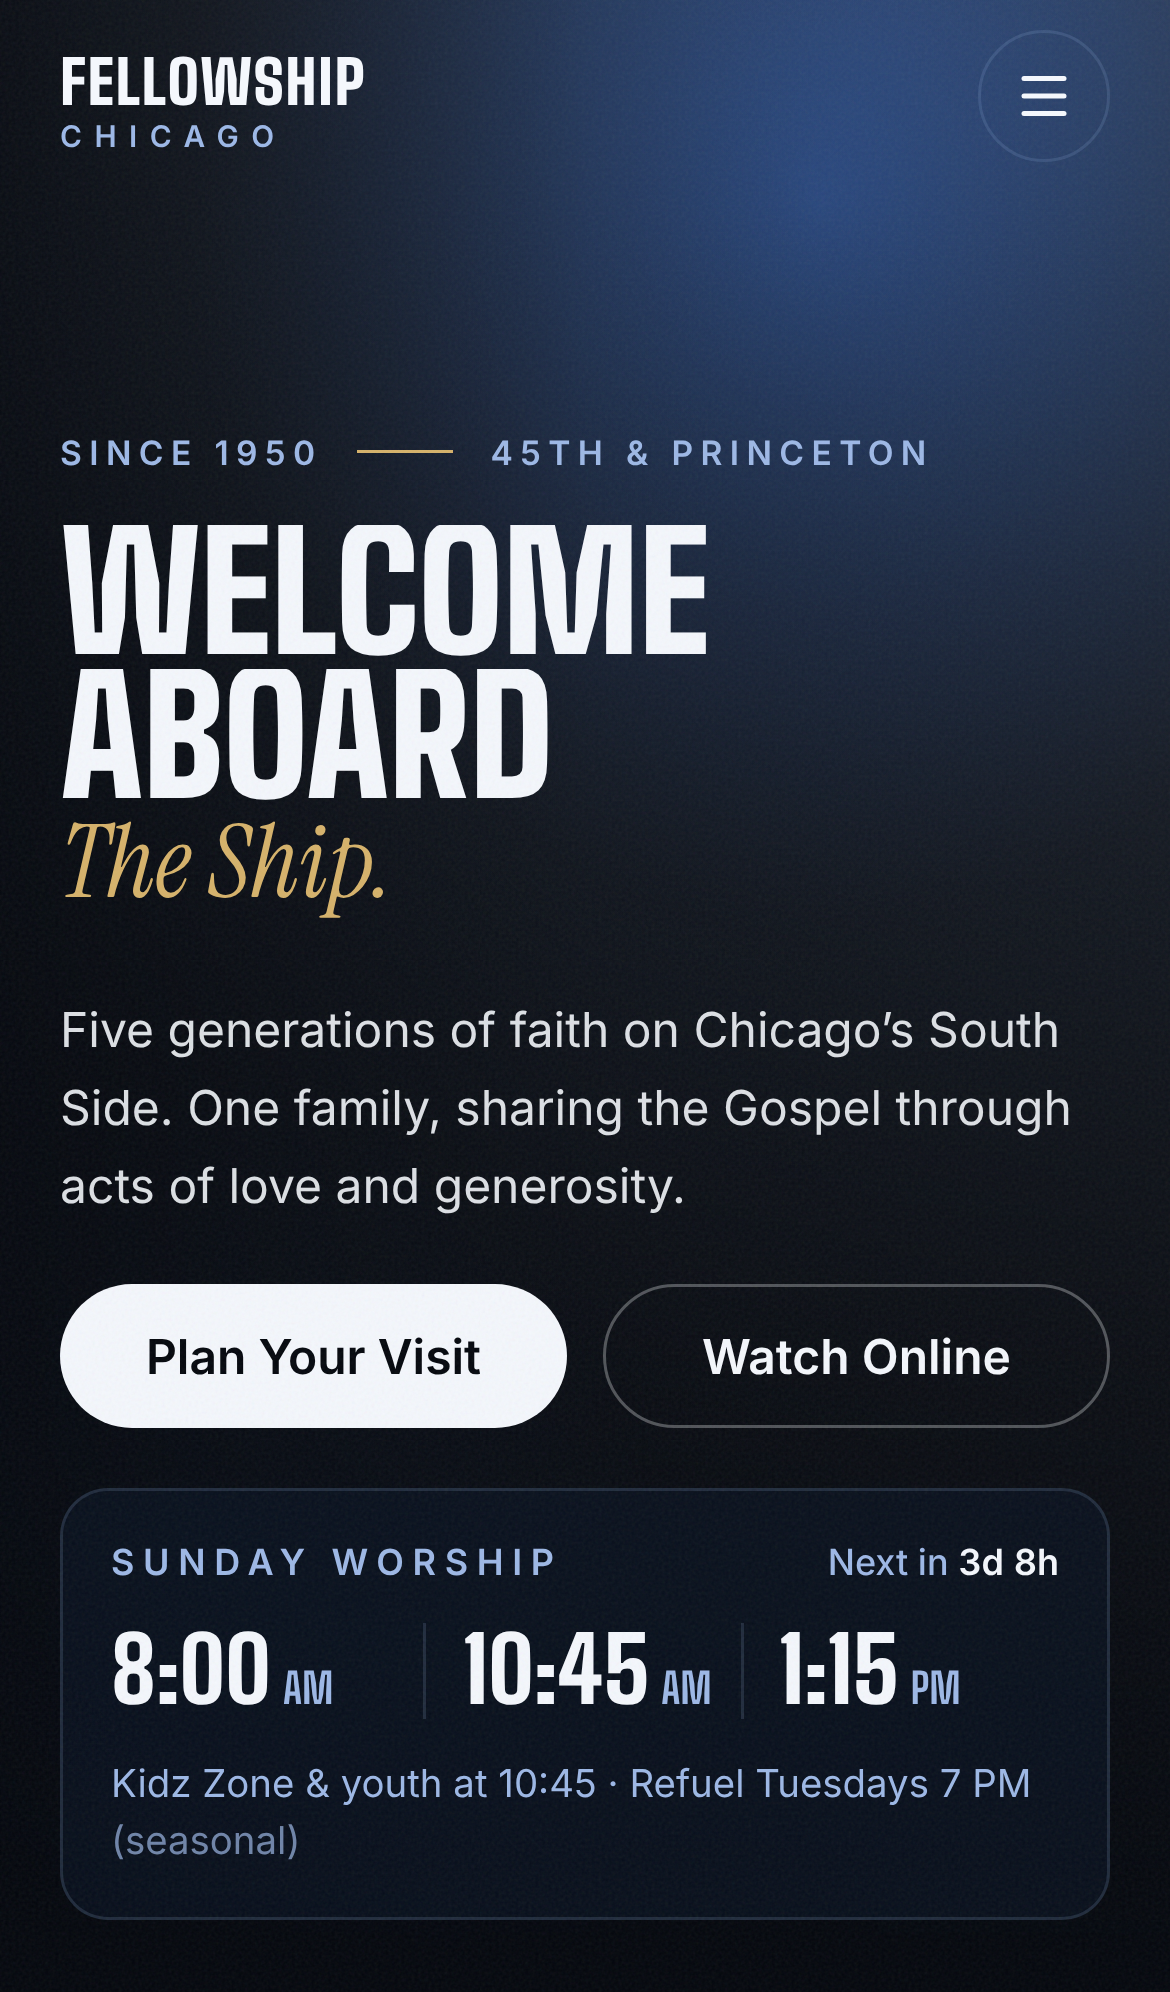 FELLOWSHIP
CHICAGO
SINCE 1950 — 45TH & PRINCETON
WELCOME
ABOARD
The Ship.
Five generations of faith on Chicago’s South
Side. One family, sharing the Gospel through
acts of love and generosity.
Plan Your Visit
Watch Online
SUNDAY WORSHIP Next in 3d 8h
8:00 AM 10:45 AM 1:15 PM
Kidz Zone & youth at 10:45 · Refuel Tuesdays 7 PM
(seasonal)